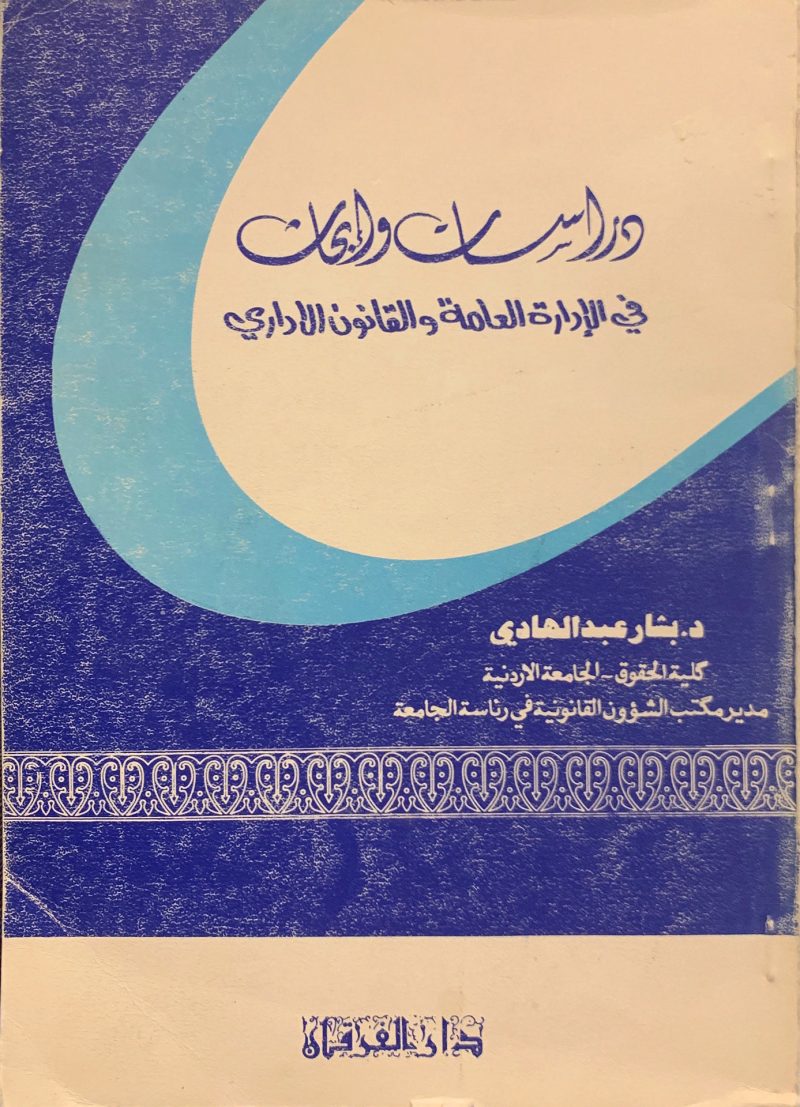 دراسات وابحاث
في الإدارة العامة والقانون الاداري
د. بشار عبد الهادي
كلية الحقوق - الجامعة الاردنية
مدير مكتب الشؤون القانونية في رئاسة الجامعة
دار الفرقان